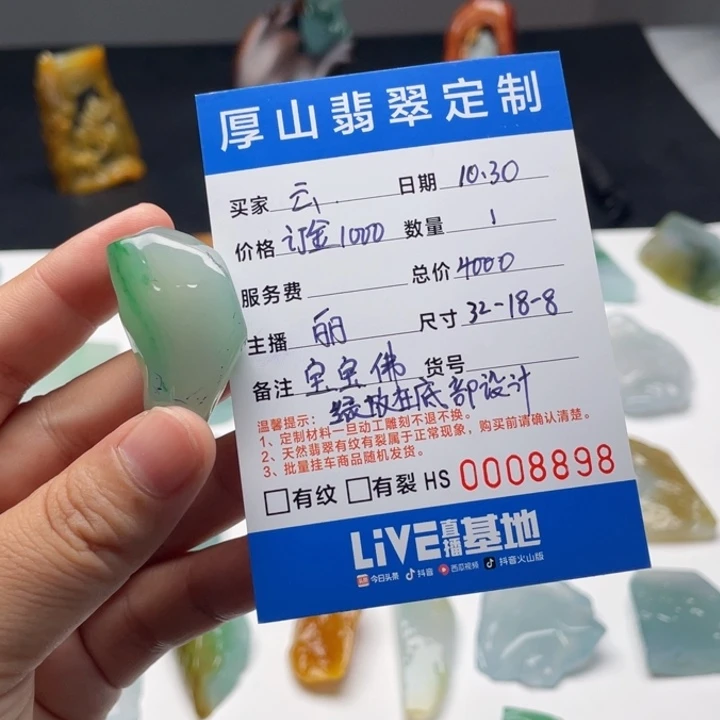 厚山翡翠定制
买家 云. 日期 10.30
价格 订金1000 数量 1
服务费 总价 4000
主播 丽 尺寸 32-18-8
备注 宝宝佛 货号
绿放在底部设计
温馨提示：
1、定制材料一旦动工雕刻不退不换。
2、天然翡翠有纹有裂属于正常现象，购买前请确认清楚。
3、批量挂车商品随机发货。
有纹 有裂 HS 0008898
LiVE直播基地
今日头条 抖音 西瓜视频 抖音火山版